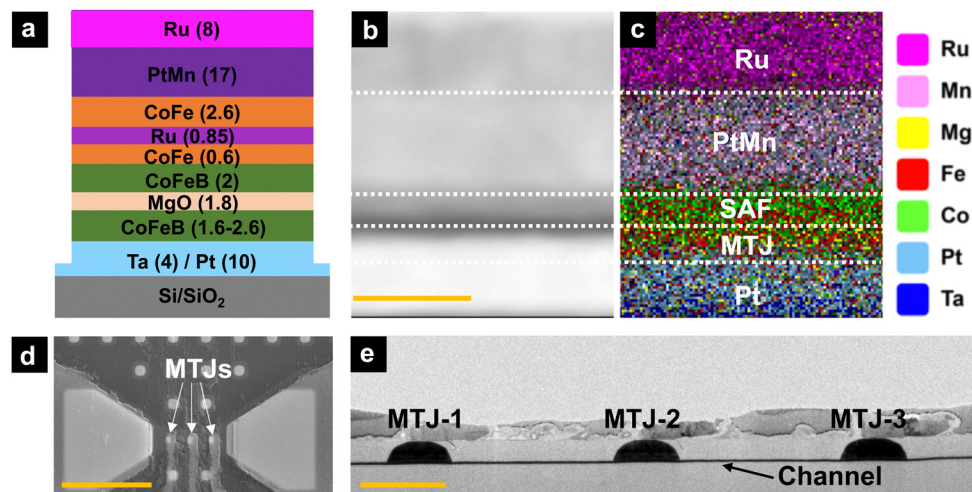 a
Ru (8)
PtMn (17)
CoFe (2.6)
Ru (0.85)
CoFe (0.6)
CoFeB (2)
MgO (1.8)
CoFeB (1.6-2.6)
Ta (4) / Pt (10)
Si/SiO₂
b
c
Ru
PtMn
SAF
MTJ
Pt
Ru
Mn
Mg
Fe
Co
Pt
Ta
d
MTJs
e
MTJ-1
MTJ-2
MTJ-3
Channel